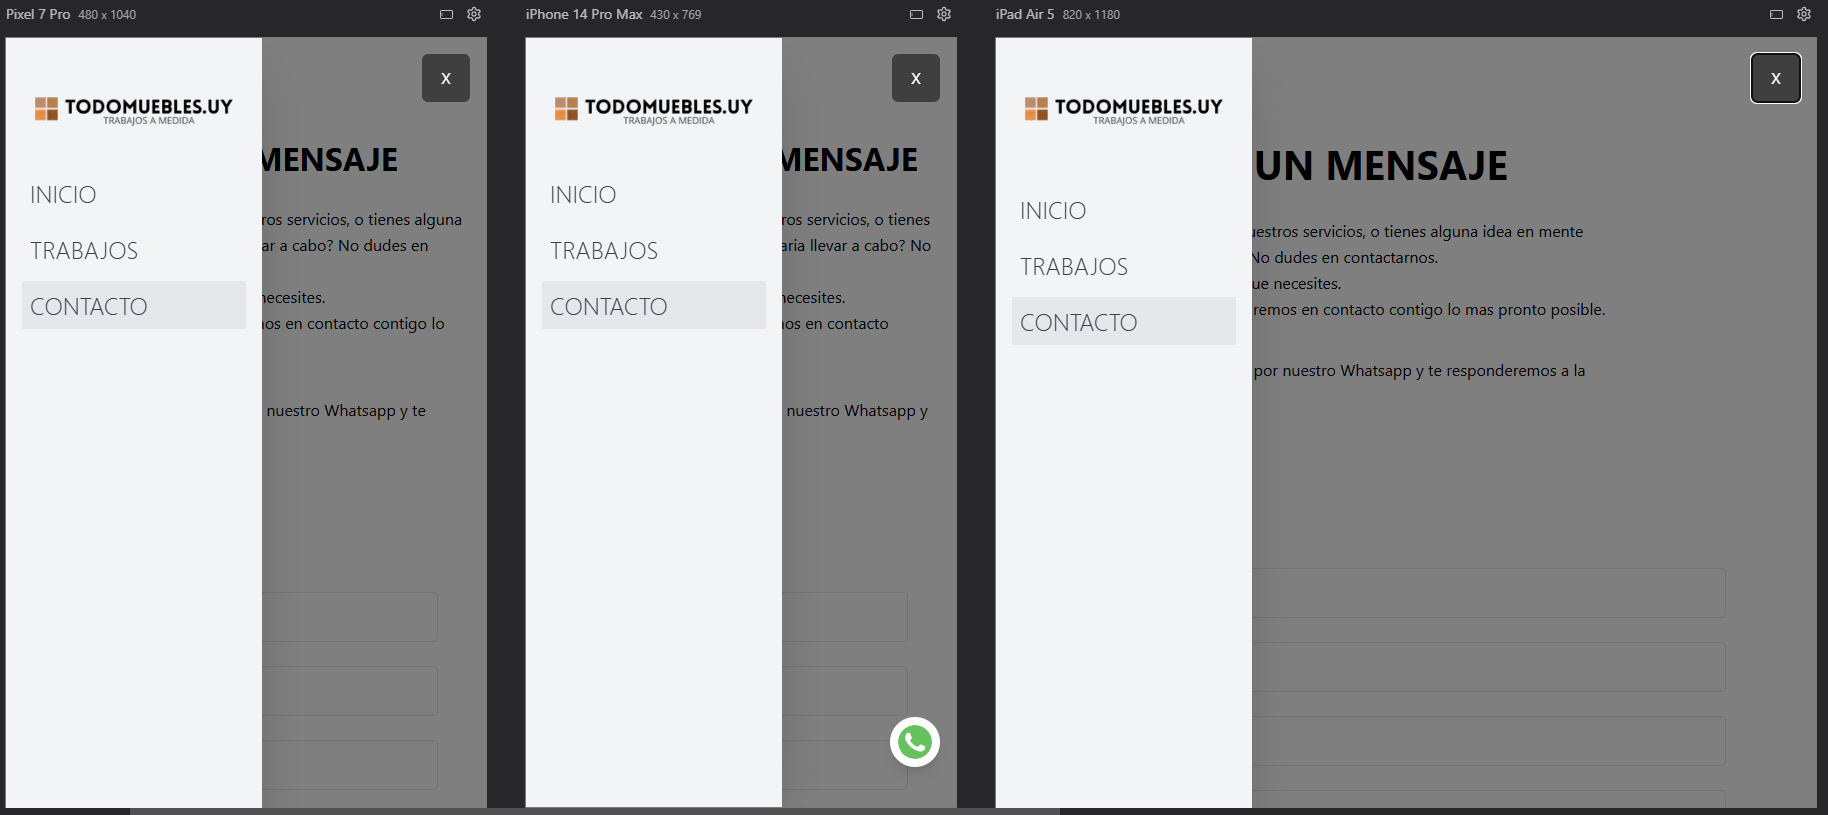 Pixel 7 Pro 480 x 1040
X
TODOMUEBLES.UY
TRABAJOS A MEDIDA
MENSAJE
INICIO
ros servicios, o tienes alguna
TRABAJOS
ar a cabo? No dudes en
necesites.
CONTACTO
os en contacto contigo lo
nuestro Whatsapp y te
iPhone 14 Pro Max 430 x 769
X
TODOMUEBLES.UY
TRABAJOS A MEDIDA
MENSAJE
INICIO
ros servicios, o tienes
TRABAJOS
aria llevar a cabo? No
necesites.
CONTACTO
os en contacto
nuestro Whatsapp y
iPad Air 5 820 x 1180
X
TODOMUEBLES.UY
TRABAJOS A MEDIDA
UN MENSAJE
INICIO
uestros servicios, o tienes alguna idea en mente
No dudes en contactarnos.
TRABAJOS
ue necesites.
remos en contacto contigo lo mas pronto posible.
CONTACTO
por nuestro Whatsapp y te responderemos a la